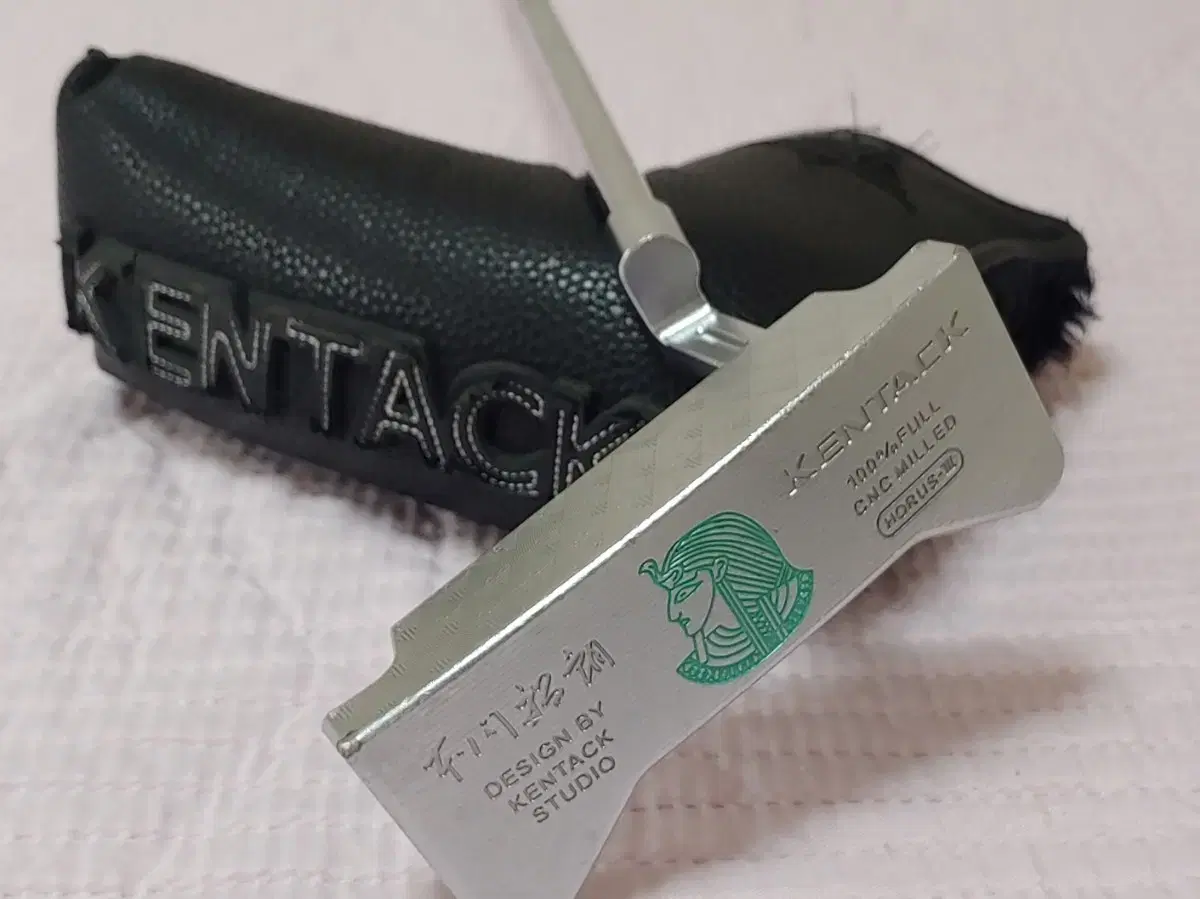 KENTACK
KENTACK
100% FULL
CNC MILLED
HORUS-III
DESIGN BY
KENTACK
STUDIO